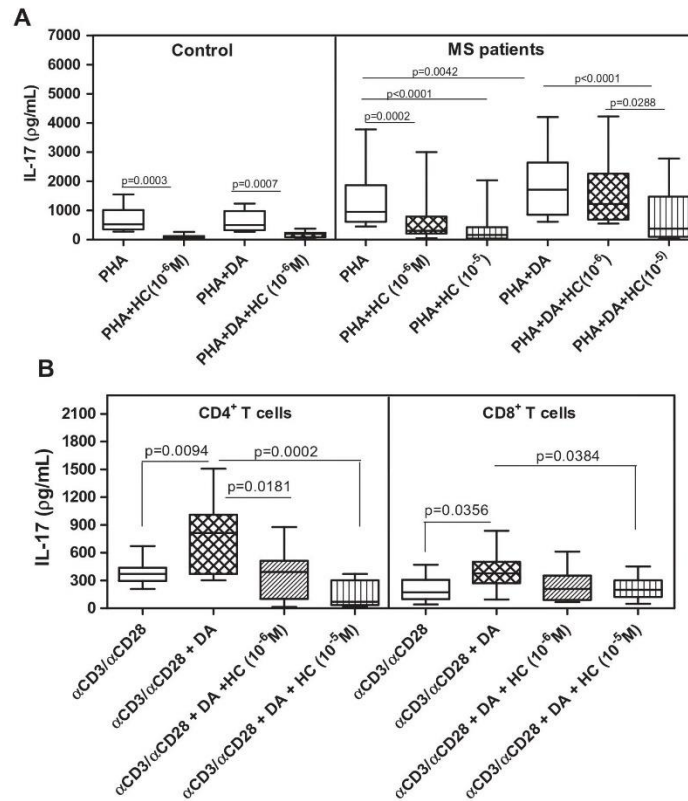 A
Control
MS patients
IL-17 (ρg/mL)
7000
6000
5000
4000
3000
2000
1000
0
p=0.0003
p=0.0007
p=0.0042
p<0.0001
p=0.0002
p<0.0001
p=0.0288
PHA
PHA+HC(10⁻⁶M)
PHA+DA
PHA+DA+HC (10⁻⁶M)
PHA
PHA+HC (10⁻⁶M)
PHA+HC (10⁻⁵)
PHA+DA
PHA+DA+HC(10⁻⁶)
PHA+DA+HC(10⁻⁵)
B
CD4⁺ T cells
CD8⁺ T cells
IL-17 (ρg/mL)
2100
1800
1500
1200
900
600
300
0
p=0.0094
p=0.0002
p=0.0181
p=0.0384
p=0.0356
αCD3/αCD28
αCD3/αCD28 + DA
αCD3/αCD28 + DA +HC (10⁻⁶M)
αCD3/αCD28 + DA + HC (10⁻⁵M)
αCD3/αCD28
αCD3/αCD28 + DA
αCD3/αCD28 + DA + HC (10⁻⁶M)
αCD3/αCD28 + DA + HC (10⁻⁵M)